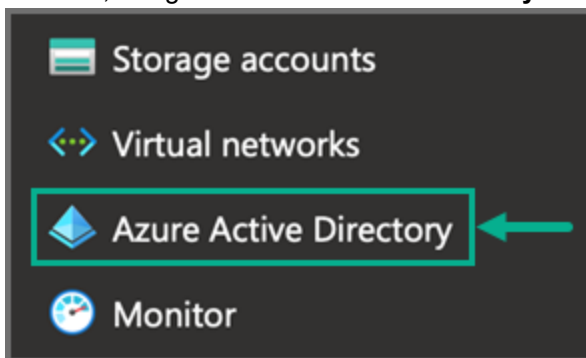 Storage accounts
Virtual networks
Azure Active Directory
Monitor